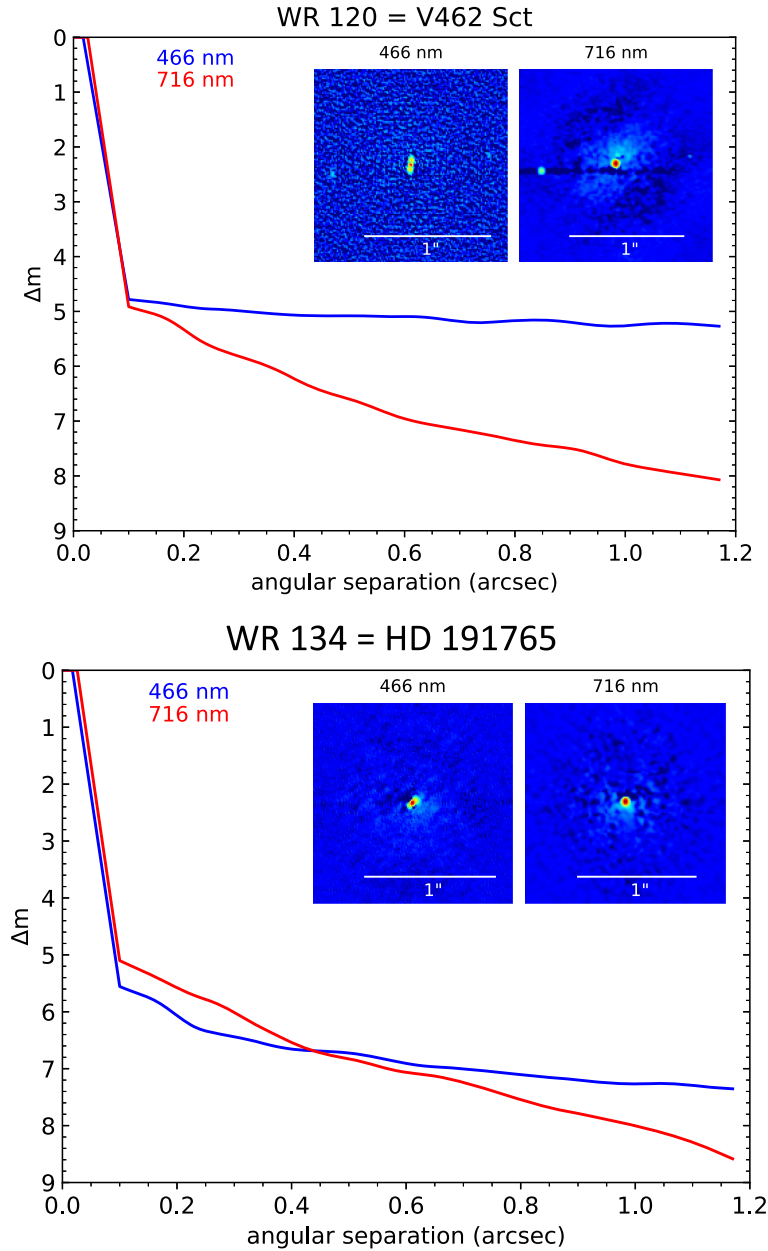 WR 120 = V462 Sct
466 nm
716 nm
466 nm
716 nm
1"
1"
0
1
2
3
4
5
6
7
8
9
Δm
0.0 0.2 0.4 0.6 0.8 1.0 1.2
angular separation (arcsec)
WR 134 = HD 191765
466 nm
716 nm
466 nm
716 nm
1"
1"
0
1
2
3
4
5
6
7
8
9
Δm
0.0 0.2 0.4 0.6 0.8 1.0 1.2
angular separation (arcsec)